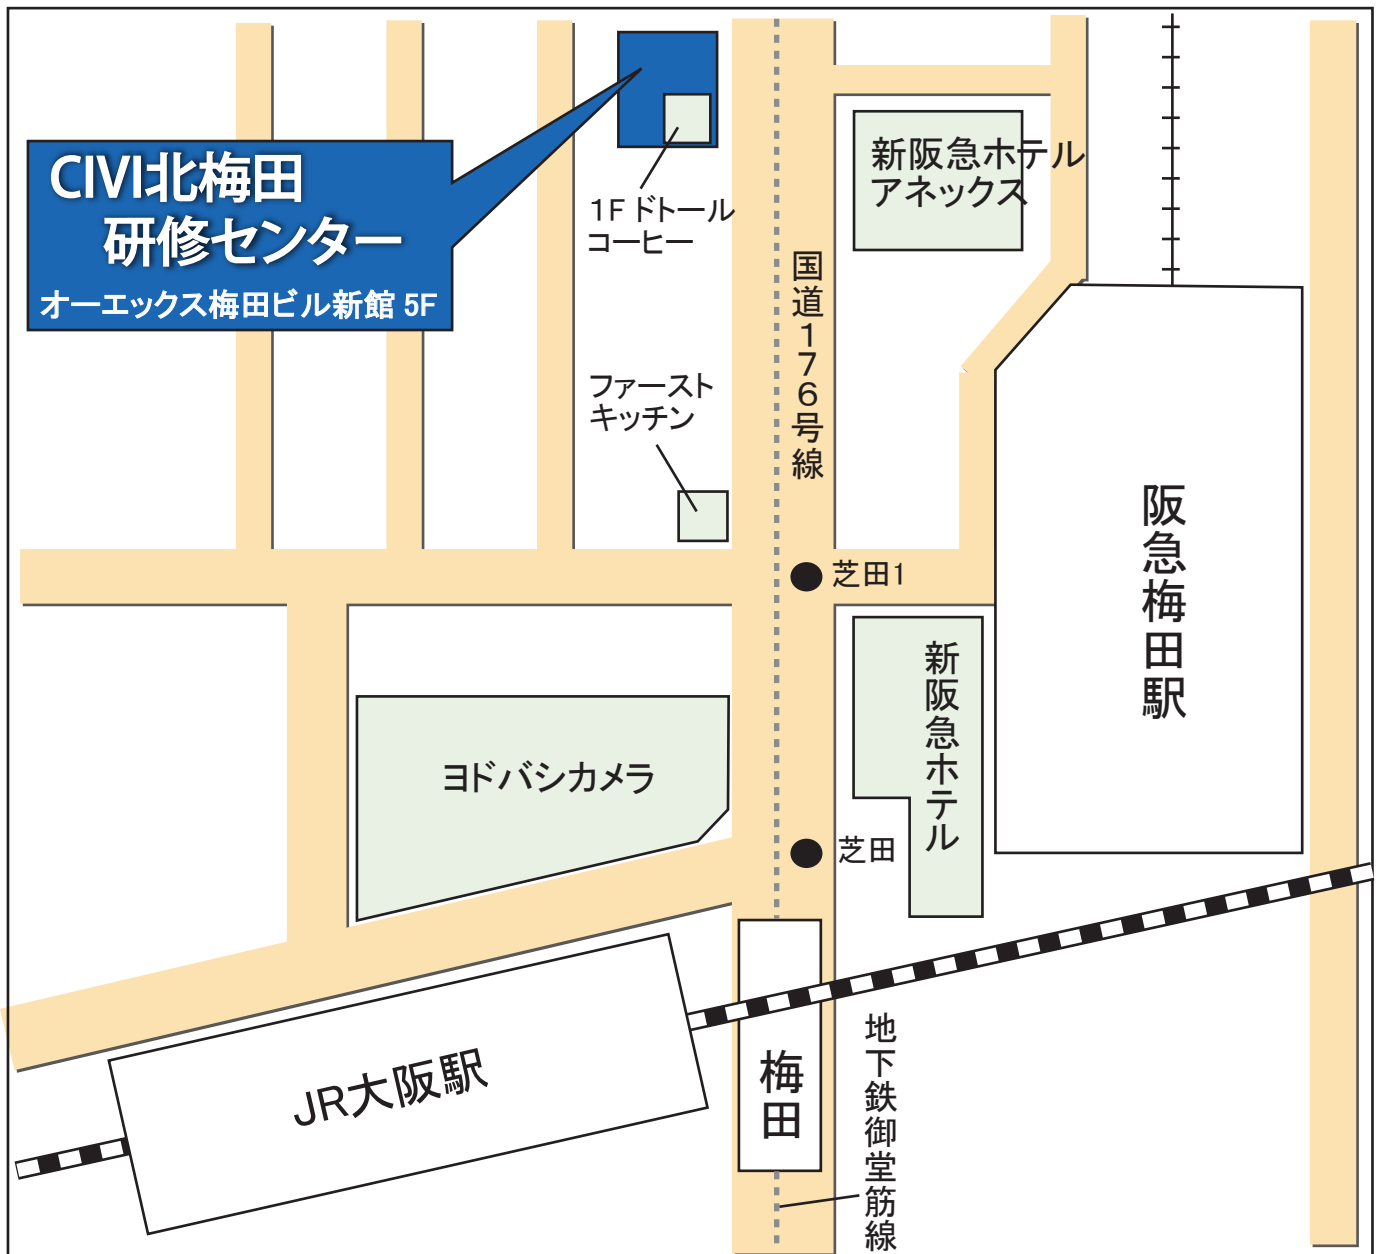 CIVI北梅田
研修センター
オーエックス梅田ビル新館 5F
1F ドトール
コーヒー
新阪急ホテル
アネックス
国道176号線
ファースト
キッチン
芝田1
阪急梅田駅
新阪急ホテル
ヨドバシカメラ
芝田
JR大阪駅
梅田
地下鉄御堂筋線